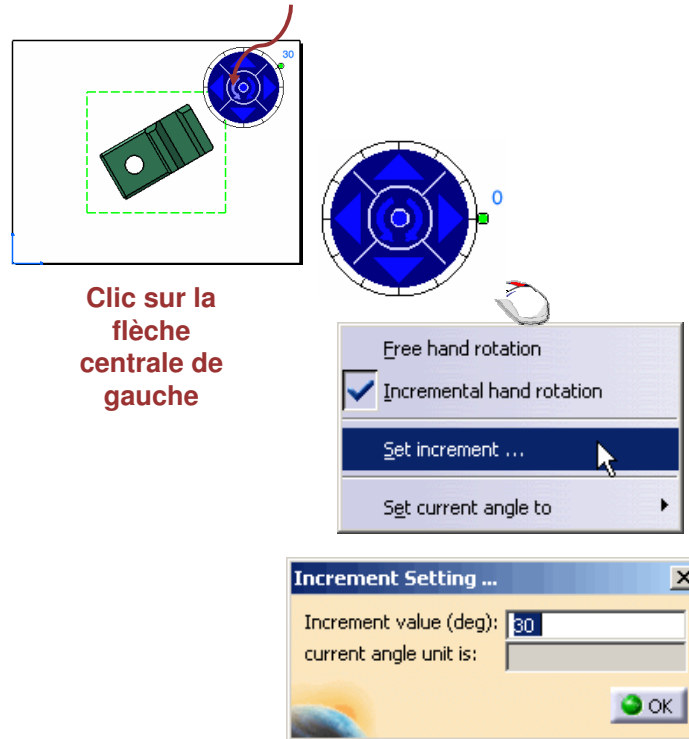 30
0
Clic sur la
flèche
centrale de
gauche
Free hand rotation
Incremental hand rotation
Set increment ...
Set current angle to
Increment Setting ...
Increment value (deg): 30
current angle unit is:
OK